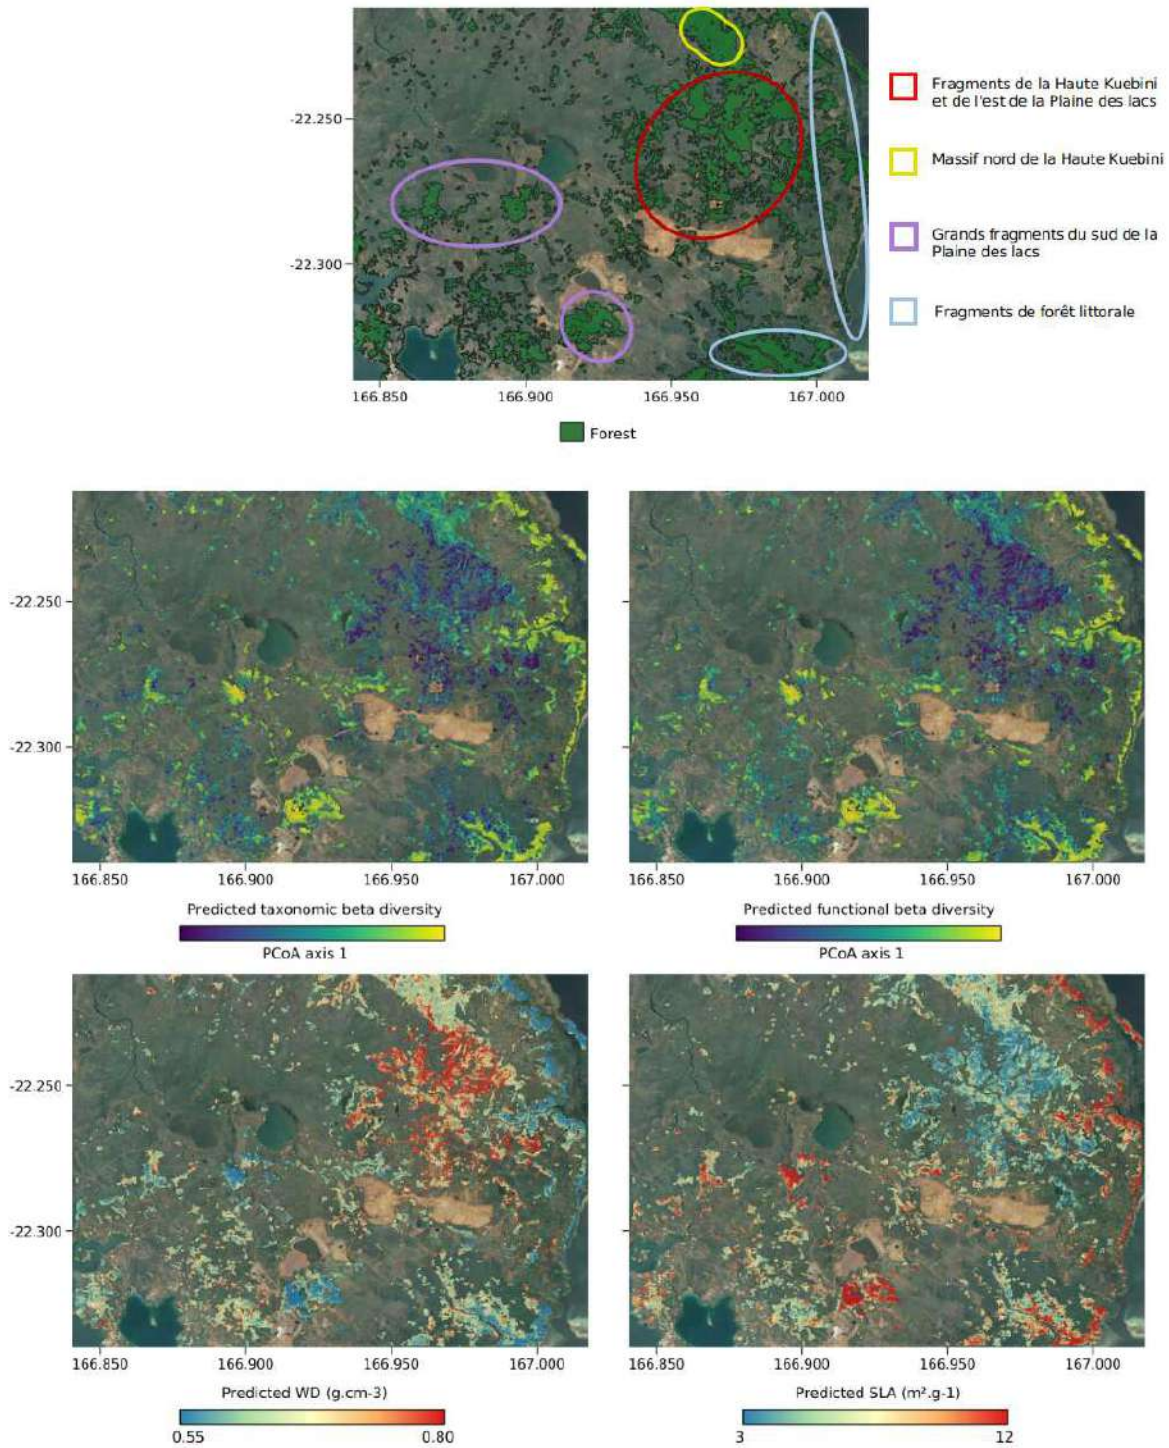 Fragments de la Haute Kuebini
et de l'est de la Plaine des lacs
-22.250
Massif nord de la Haute Kuebini
Grands fragments du sud de la
Plaine des lacs
-22.300
Fragments de forêt littorale
166.850 166.900 166.950 167.000
Forest
-22.250
-22.300
166.850 166.900 166.950 167.000 166.850 166.900 166.950 167.000
Predicted taxonomic beta diversity Predicted functional beta diversity
PCoA axis 1 PCoA axis 1
-22.250
-22.300
166.850 166.900 166.950 167.000 166.850 166.900 166.950 167.000
Predicted WD (g.cm-3) Predicted SLA (m².g-1)
0.55 0.80 3 12